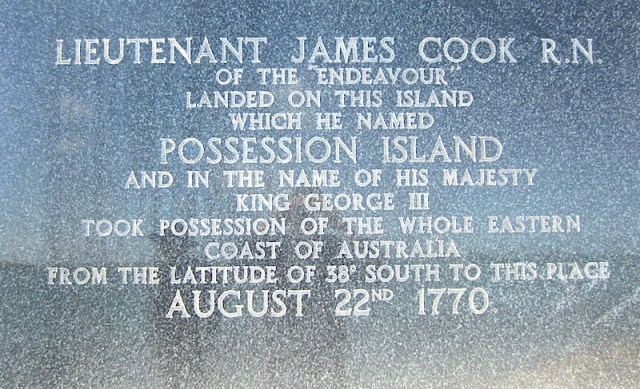 LIEUTENANT JAMES COOK R.N.
OF THE "ENDEAVOUR"
LANDED ON THIS ISLAND
WHICH HE NAMED
POSSESSION ISLAND
AND IN THE NAME OF HIS MAJESTY
KING GEORGE III
TOOK POSSESSION OF THE WHOLE EASTERN
COAST OF AUSTRALIA
FROM THE LATITUDE OF 38° SOUTH TO THIS PLACE
AUGUST 22ND 1770.